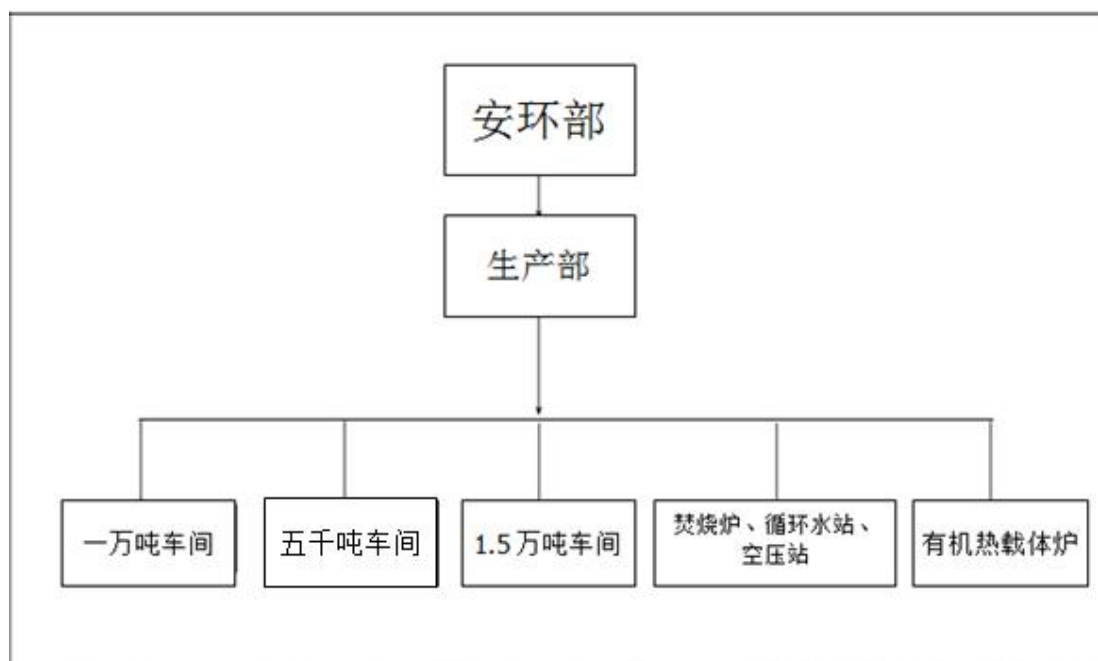 安环部
生产部
一万吨车间
五千吨车间
1.5万吨车间
焚烧炉、循环水站、
空压站
有机热载体炉